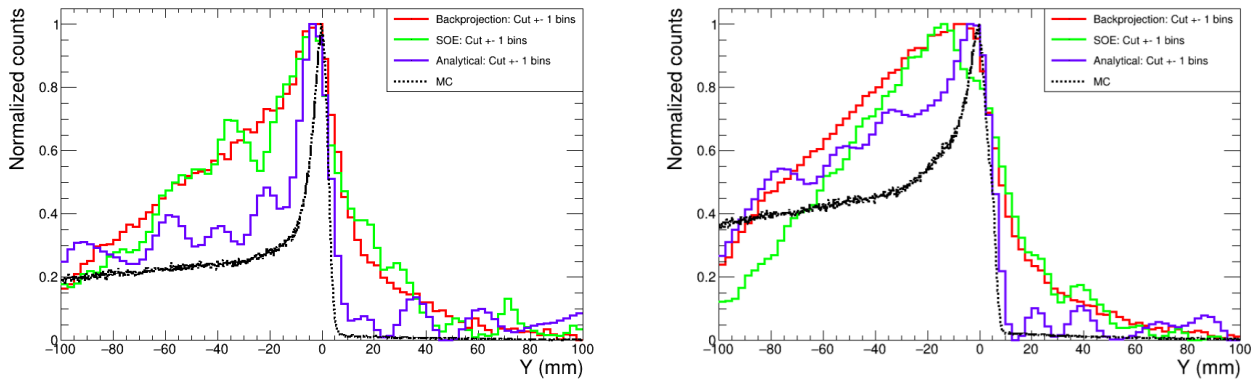 Normalized counts
1
0.8
0.6
0.4
0.2
0
Backprojection: Cut +- 1 bins
SOE: Cut +- 1 bins
Analytical: Cut +- 1 bins
MC
−100 −80 −60 −40 −20 0 20 40 60 80 100
Y (mm)
Normalized counts
1
0.8
0.6
0.4
0.2
0
Backprojection: Cut +- 1 bins
SOE: Cut +- 1 bins
Analytical: Cut +- 1 bins
MC
−100 −80 −60 −40 −20 0 20 40 60 80 100
Y (mm)